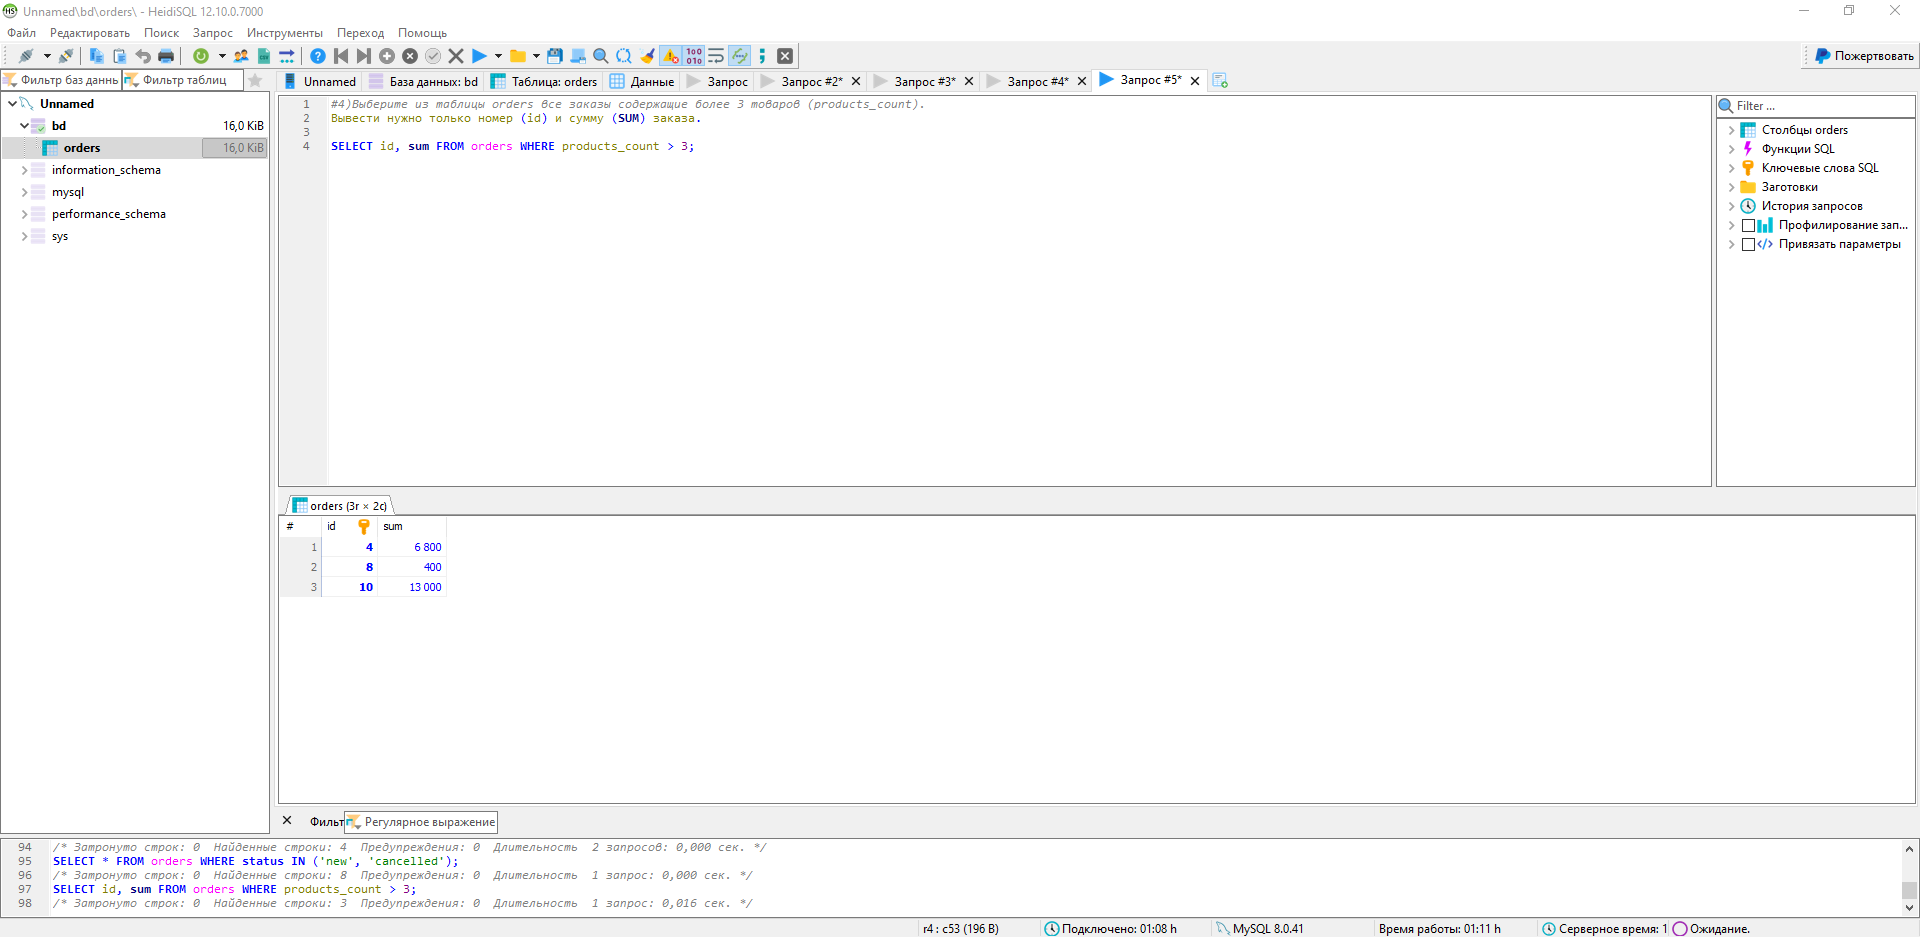 Unnamed\bd\orders\ - HeidiSQL 12.10.0.7000
Файл Редактировать Поиск Запрос Инструменты Переход Помощь
Пожертвовать
Фильтр баз даннь Фильтр таблиц
Unnamed База данных: bd Таблица: orders Данные Запрос Запрос #2* Запрос #3* Запрос #4* Запрос #5*
Unnamed
bd 16,0 KiB
orders 16,0 KiB
information_schema
mysql
performance_schema
sys
1 #4)Выберите из таблицы orders все заказы содержащие более 3 товаров (products_count).
2 Вывести нужно только номер (id) и сумму (SUM) заказа.
3
4 SELECT id, sum FROM orders WHERE products_count > 3;
Filter ...
Столбцы orders
Функции SQL
Ключевые слова SQL
Заготовки
История запросов
Профилирование зап...
Привязать параметры
orders (3r × 2c)
# id sum
1 4 6 800
2 8 400
3 10 13 000
Фильт Регулярное выражение
94 /* Затронуто строк: 0 Найденные строки: 4 Предупреждения: 0 Длительность 2 запросов: 0,000 сек. */
95 SELECT * FROM orders WHERE status IN ('new', 'cancelled');
96 /* Затронуто строк: 0 Найденные строки: 8 Предупреждения: 0 Длительность 1 запрос: 0,000 сек. */
97 SELECT id, sum FROM orders WHERE products_count > 3;
98 /* Затронуто строк: 0 Найденные строки: 3 Предупреждения: 0 Длительность 1 запрос: 0,016 сек. */
r4 : c53 (196 B) Подключено: 01:08 h MySQL 8.0.41 Время работы: 01:11 h Серверное время: 1 Ожидание.